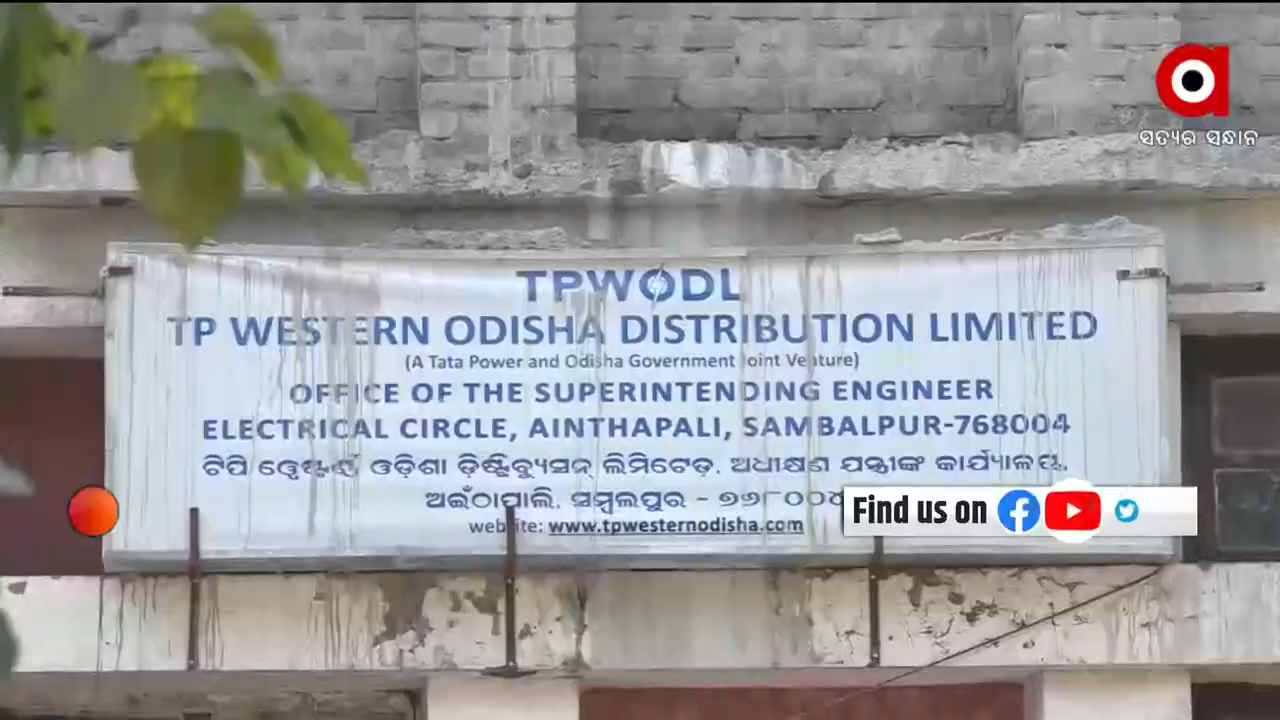 ସତ୍ୟର ସନ୍ଧାନ
TPWODL
TP WESTERN ODISHA DISTRIBUTION LIMITED
(A Tata Power and Odisha Government Joint Venture)
OFFICE OF THE SUPERINTENDING ENGINEER
ELECTRICAL CIRCLE, AINTHAPALI, SAMBALPUR-768004
ଟିପି ୱେଷ୍ଟର୍ଣ୍ଣ ଓଡ଼ିଶା ଡ଼ିଷ୍ଟ୍ରିବ୍ୟୁସନ୍ ଲିମିଟେଡ଼, ଅଧୀକ୍ଷଣ ଯନ୍ତ୍ରୀଙ୍କ କାର୍ଯ୍ୟାଳୟ,
ଅଇଁଠାପାଲି, ସମ୍ବଲପୁର - ୭୬୮୦୦୪
website: www.tpwesternodisha.com
Find us on